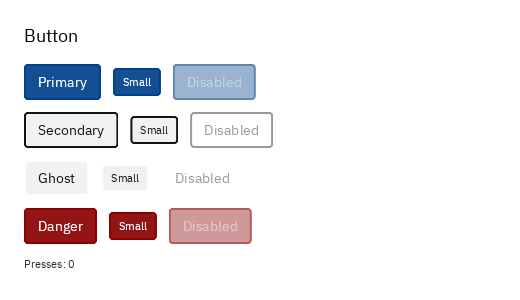 Button
Primary Small Disabled
Secondary Small Disabled
Ghost Small Disabled
Danger Small Disabled
Presses: 0